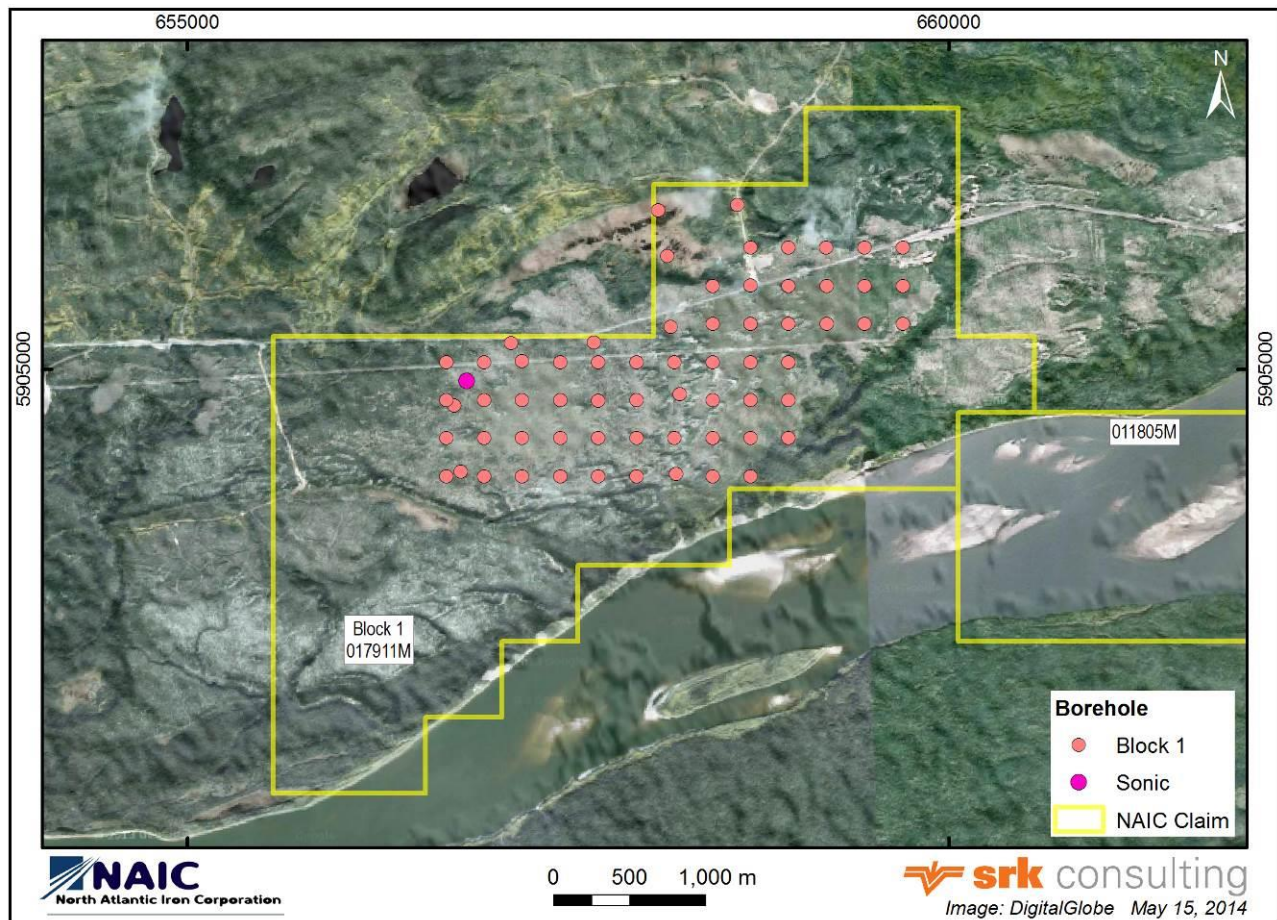 655000
660000
N
5905000
5905000
011805M
Block 1
017911M
Borehole
Block 1
Sonic
NAIC Claim
NAIC
North Atlantic Iron Corporation
0 500 1,000 m
srk consulting
Image: DigitalGlobe May 15, 2014